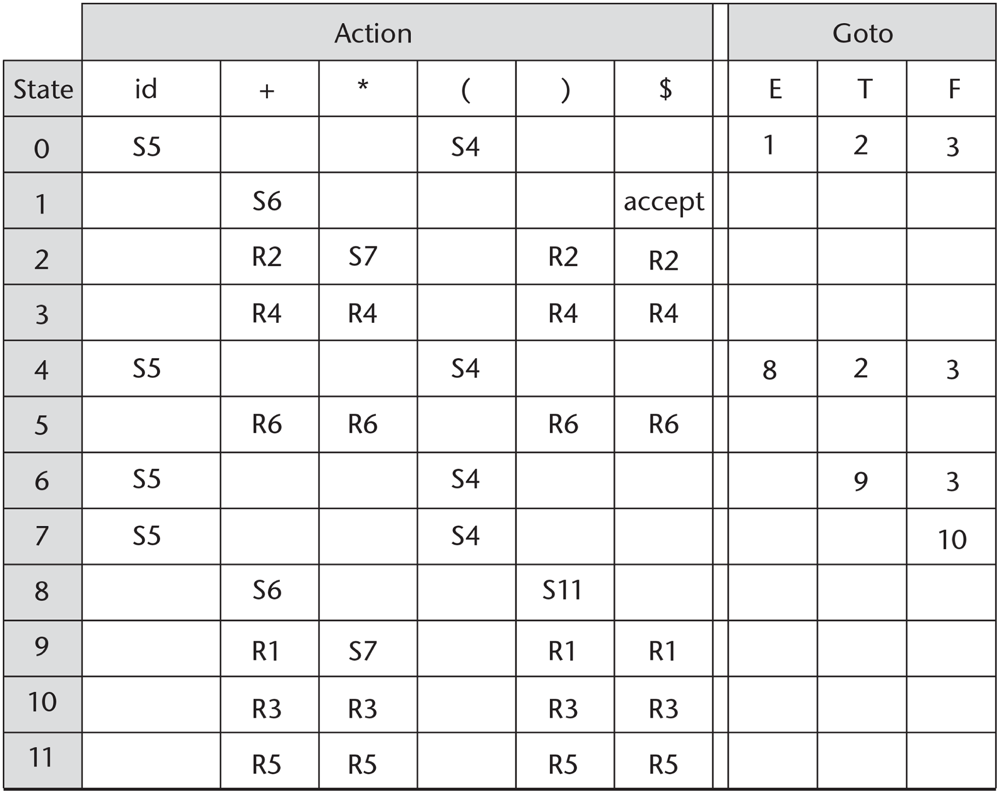 Action Goto
State id + * ( ) $ E T F
0 S5 S4 1 2 3
1 S6 accept
2 R2 S7 R2 R2
3 R4 R4 R4 R4
4 S5 S4 8 2 3
5 R6 R6 R6 R6
6 S5 S4 9 3
7 S5 S4 10
8 S6 S11
9 R1 S7 R1 R1
10 R3 R3 R3 R3
11 R5 R5 R5 R5